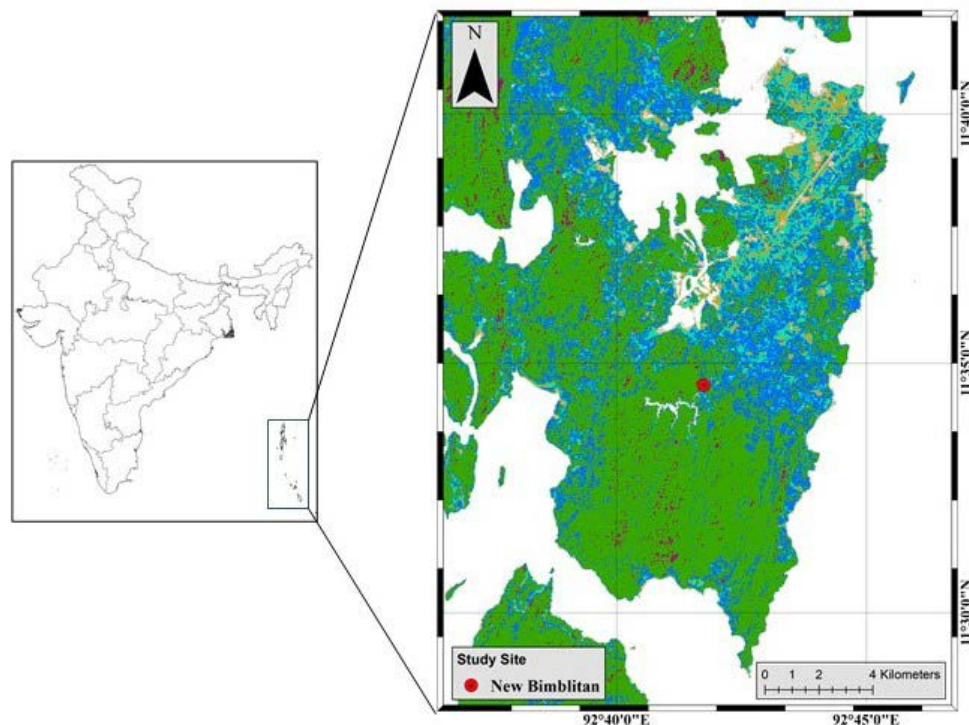 N
11°40'0"N
11°35'0"N
11°30'0"N
Study Site
New Bimblitan
0 1 2 4 Kilometers
92°40'0"E 92°45'0"E